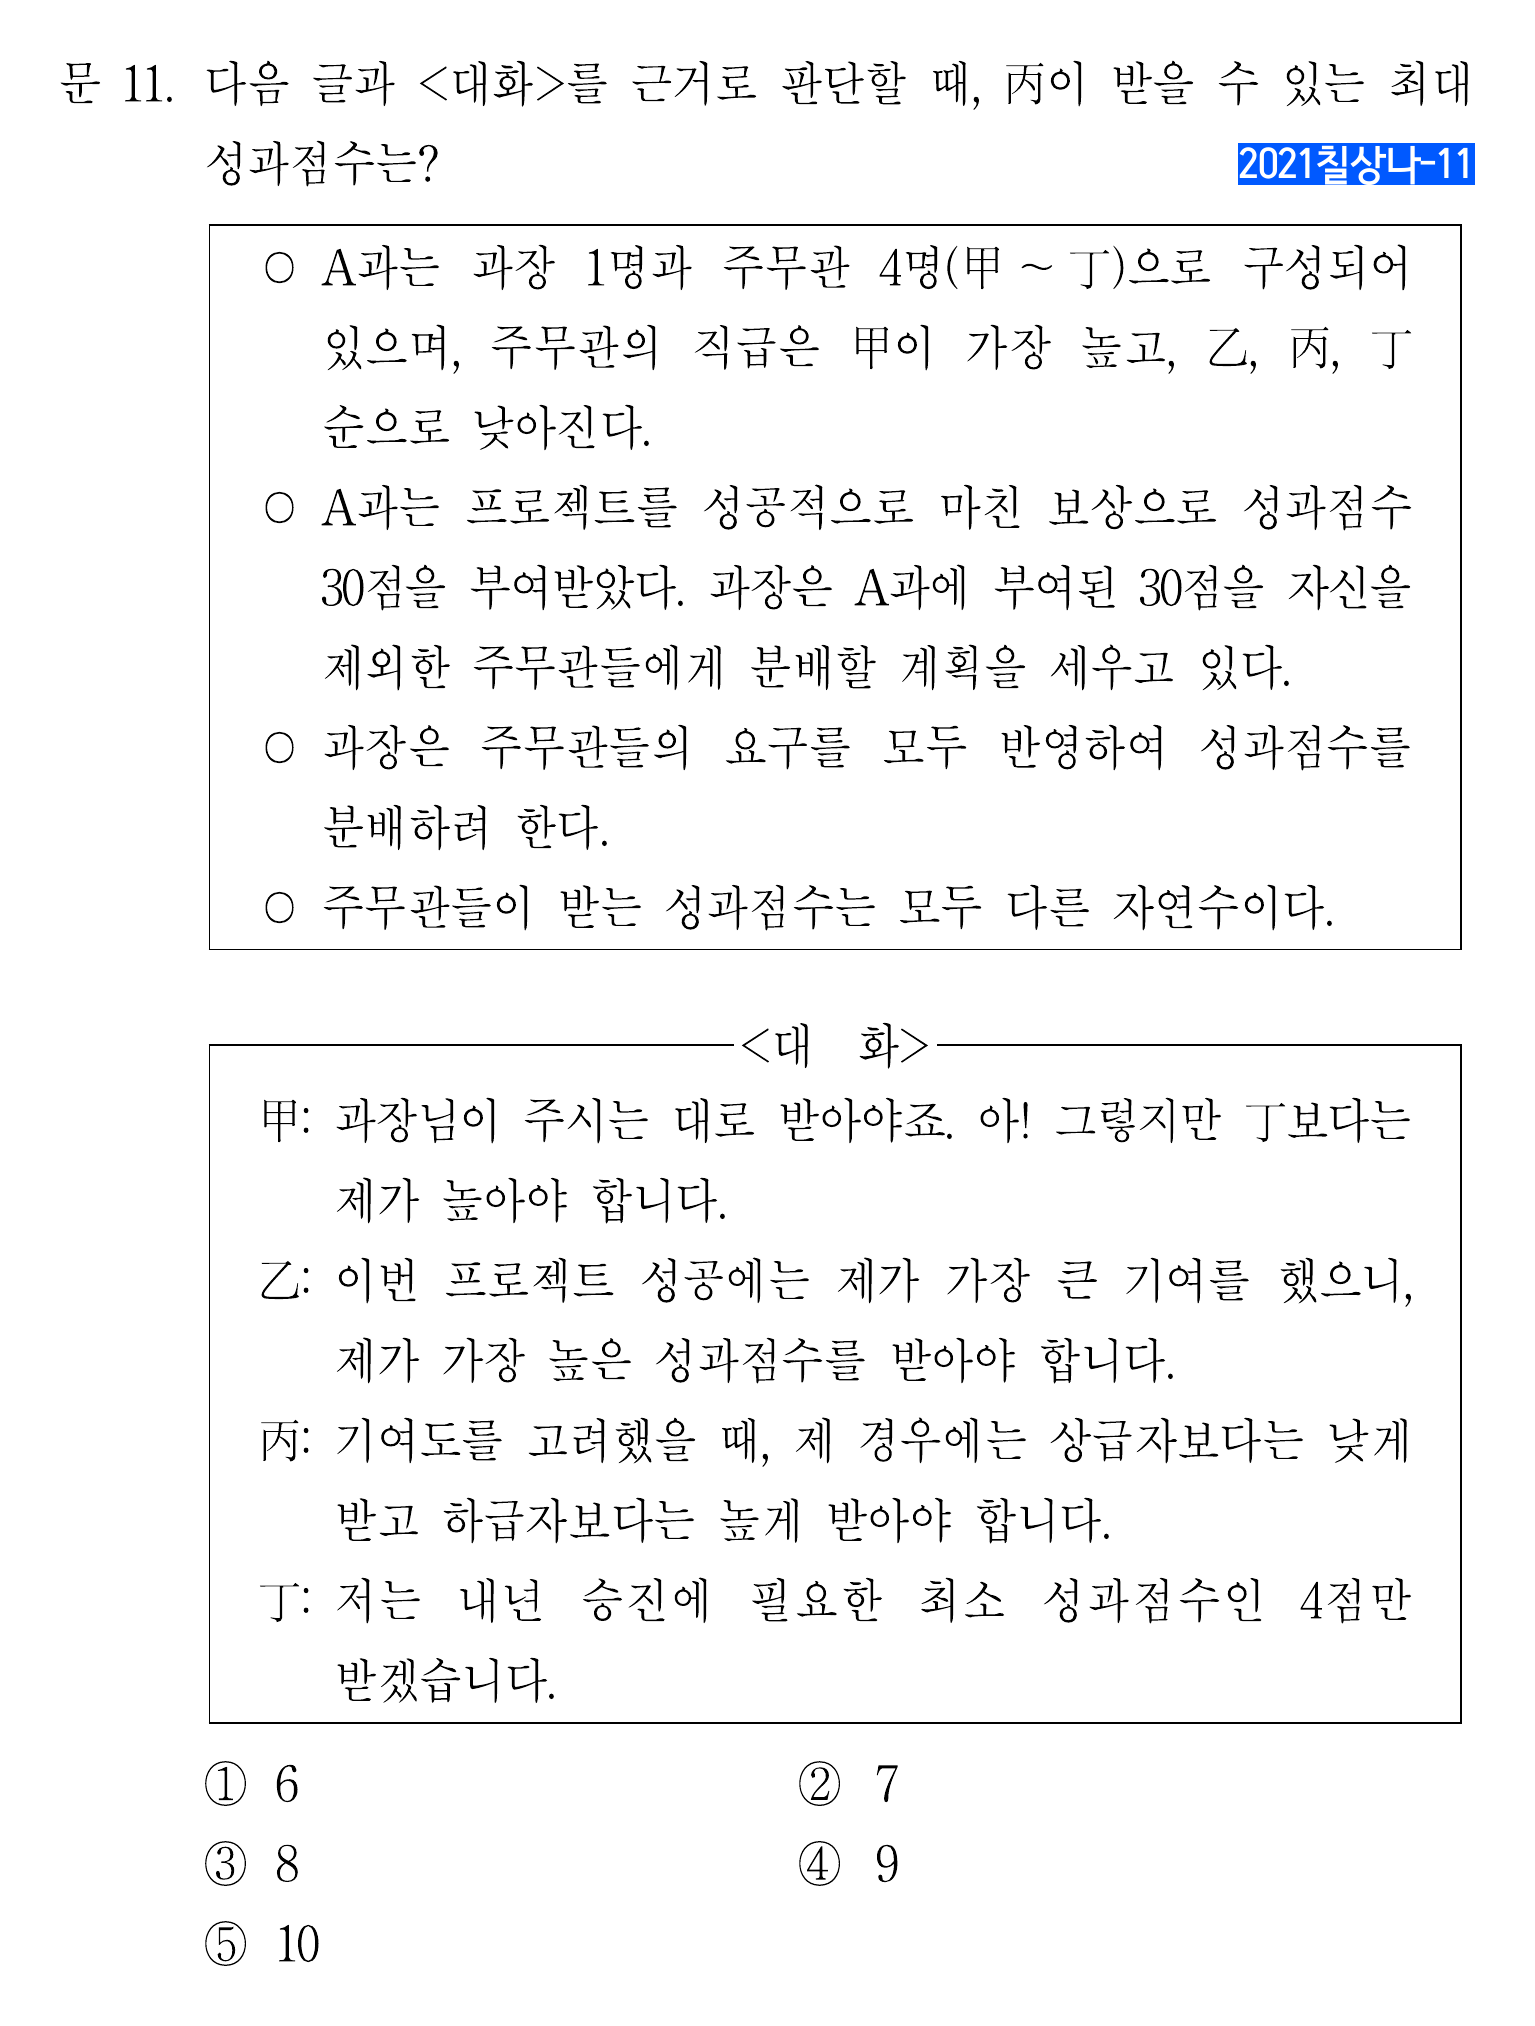 문 11. 다음 글과 <대화>를 근거로 판단할 때, 丙이 받을 수 있는 최대
성과점수는?
2021칠상나-11
○ A과는 과장 1명과 주무관 4명(甲 ~ 丁)으로 구성되어
있으며, 주무관의 직급은 甲이 가장 높고, 乙, 丙, 丁
순으로 낮아진다.
○ A과는 프로젝트를 성공적으로 마친 보상으로 성과점수
30점을 부여받았다. 과장은 A과에 부여된 30점을 자신을
제외한 주무관들에게 분배할 계획을 세우고 있다.
○ 과장은 주무관들의 요구를 모두 반영하여 성과점수를
분배하려 한다.
○ 주무관들이 받는 성과점수는 모두 다른 자연수이다.
<대 화>
甲: 과장님이 주시는 대로 받아야죠. 아! 그렇지만 丁보다는
제가 높아야 합니다.
乙: 이번 프로젝트 성공에는 제가 가장 큰 기여를 했으니,
제가 가장 높은 성과점수를 받아야 합니다.
丙: 기여도를 고려했을 때, 제 경우에는 상급자보다는 낮게
받고 하급자보다는 높게 받아야 합니다.
丁: 저는 내년 승진에 필요한 최소 성과점수인 4점만
받겠습니다.
① 6 ② 7
③ 8 ④ 9
⑤ 10